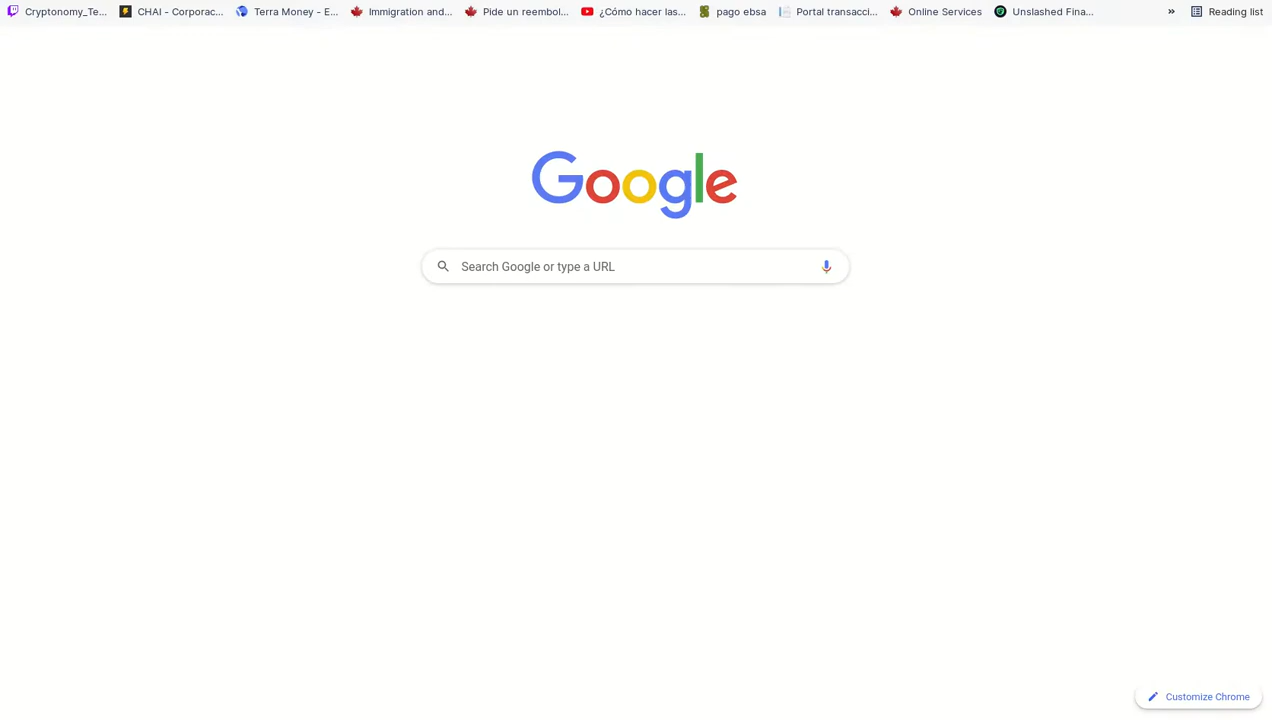 Cryptonomy_Te... CHAI - Corporac... Terra Money - E... Immigration anc... Pide un reembol... ¿Cómo hacer las... pago ebsa Portal transacci... Online Services Unslashed Fina... » Reading list
Google
Search Google or type a URL
Customize Chrome